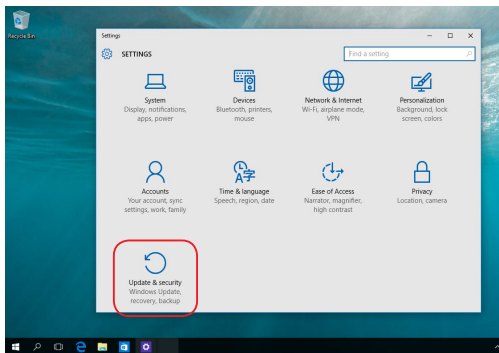 Recycle Bin
Settings
SETTINGS
Find a setting
System
Display, notifications,
apps, power
Devices
Bluetooth, printers,
mouse
Network & Internet
Wi-Fi, airplane mode,
VPN
Personalization
Background, lock
screen, colors
Accounts
Your account, sync
settings, work, family
Time & language
Speech, region, date
Ease of Access
Narrator, magnifier,
high contrast
Privacy
Location, camera
Update & security
Windows Update,
recovery, backup